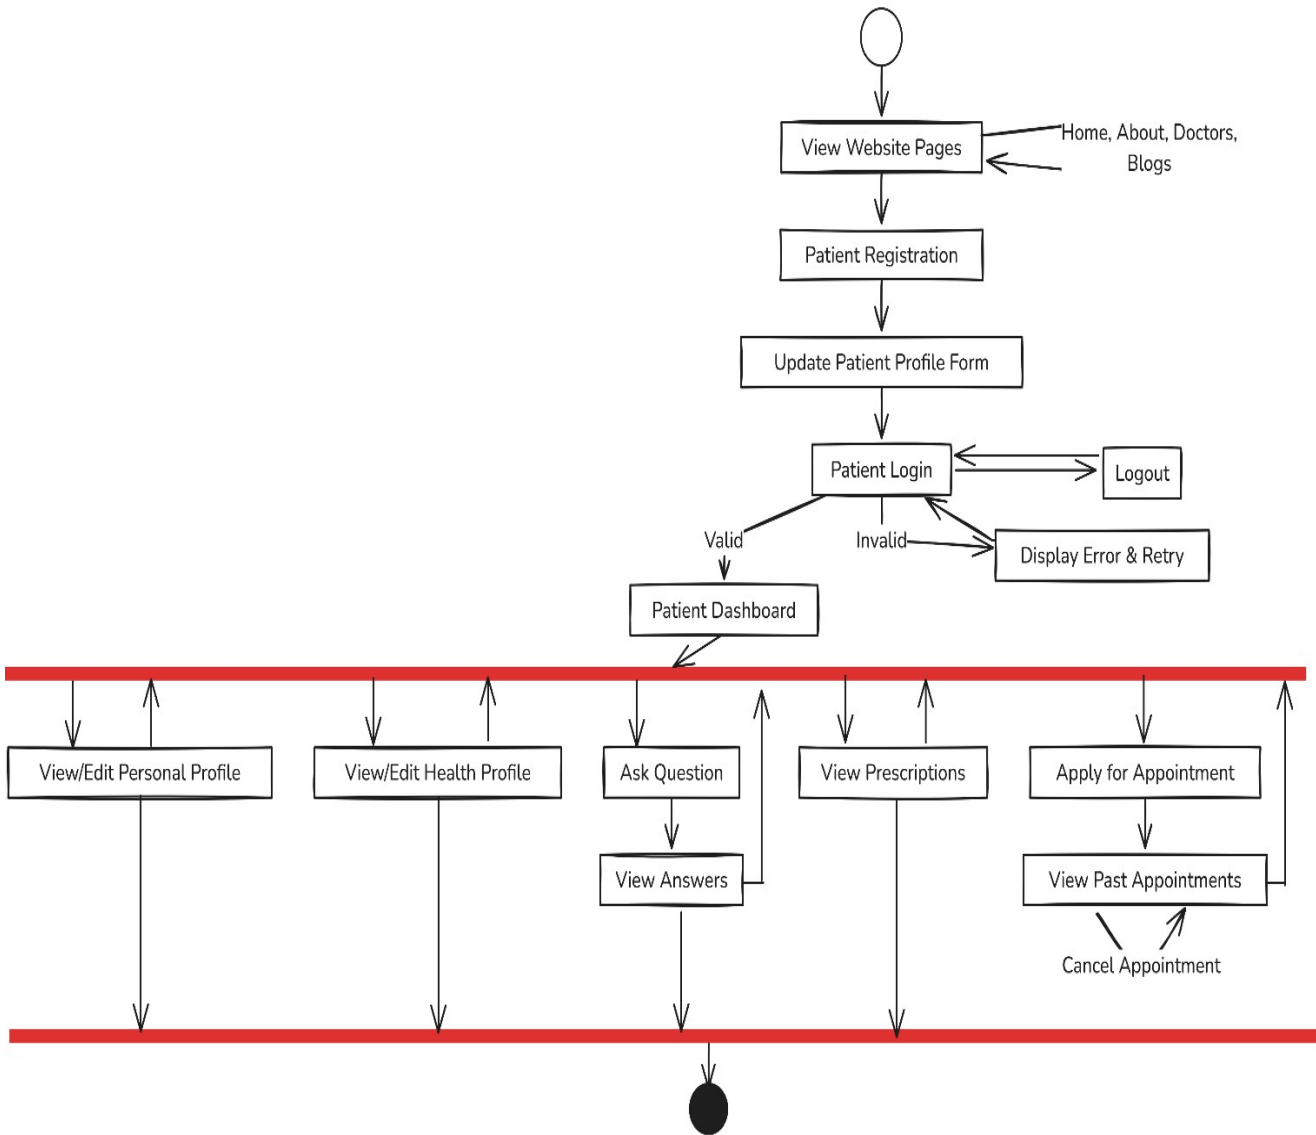 View Website Pages
Home, About, Doctors,
Blogs
Patient Registration
Update Patient Profile Form
Patient Login
Logout
Valid
Invalid
Display Error & Retry
Patient Dashboard
View/Edit Personal Profile
View/Edit Health Profile
Ask Question
View Prescriptions
Apply for Appointment
View Answers
View Past Appointments
Cancel Appointment